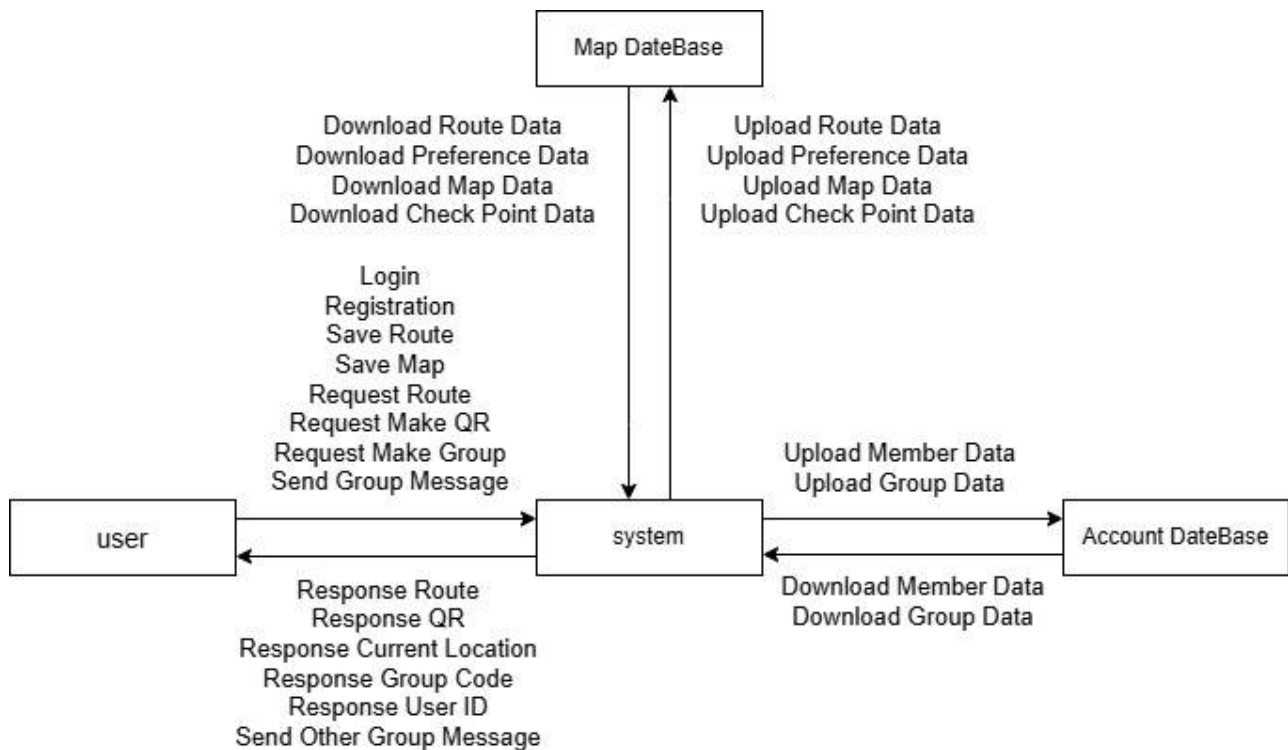 Map DateBase
Download Route Data
Download Preference Data
Download Map Data
Download Check Point Data
Upload Route Data
Upload Preference Data
Upload Map Data
Upload Check Point Data
Login
Registration
Save Route
Save Map
Request Route
Request Make QR
Request Make Group
Send Group Message
Upload Member Data
Upload Group Data
user
system
Account DateBase
Response Route
Response QR
Response Current Location
Response Group Code
Response User ID
Send Other Group Message
Download Member Data
Download Group Data